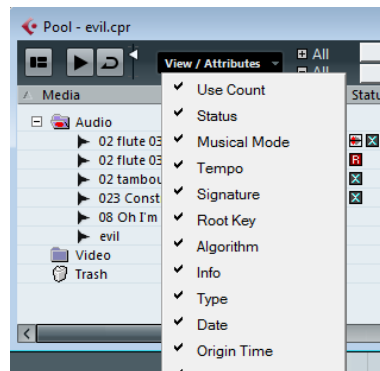 Pool - evil.cpr
View / Attributes
All
All
Media
Statu
Use Count
Status
Musical Mode
Tempo
Signature
Root Key
Algorithm
Info
Type
Date
Origin Time
Audio
02 flute 03
02 flute 03
R
02 tambou
023 Const
08 Oh I'm
evil
Video
Trash